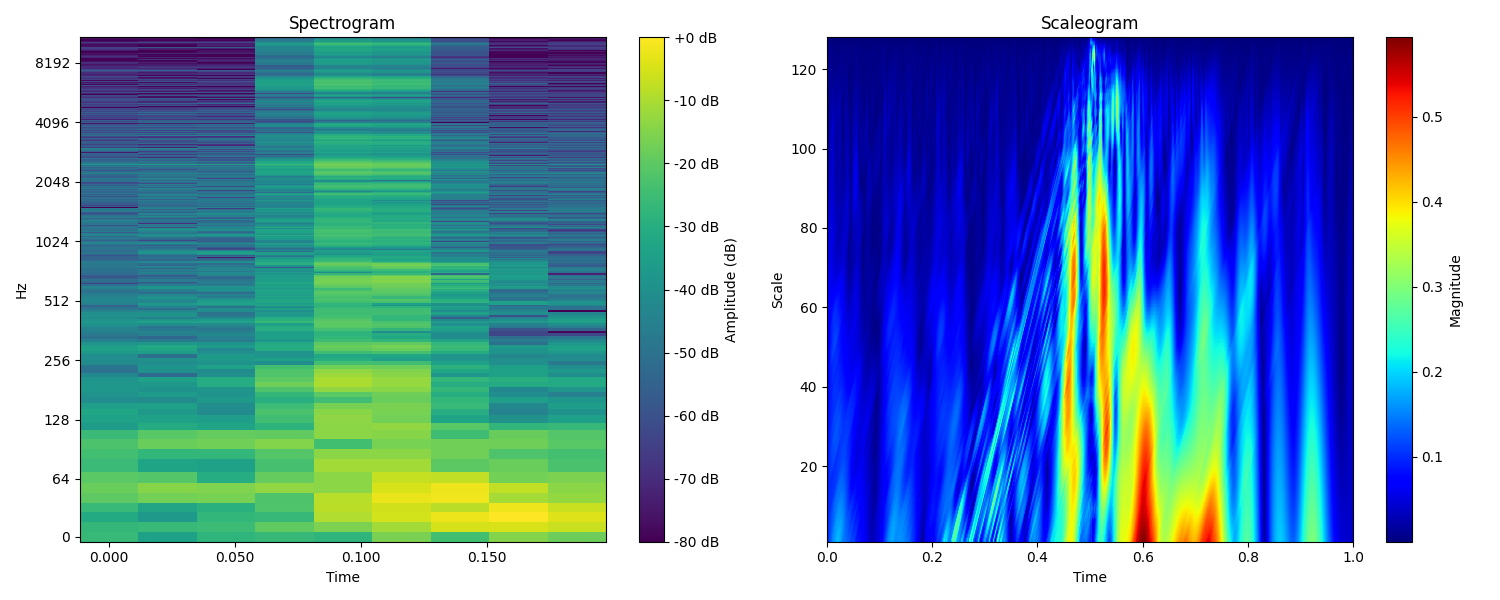 Spectrogram
8192
4096
2048
1024
512
256
128
64
0
Hz
0.000
0.050
0.100
0.150
Time
+0 dB
-10 dB
-20 dB
-30 dB
-40 dB
-50 dB
-60 dB
-70 dB
-80 dB
Amplitude (dB)
Scaleogram
120
100
80
60
40
20
Scale
0.0
0.2
0.4
0.6
0.8
1.0
Time
0.5
0.4
0.3
0.2
0.1
Magnitude